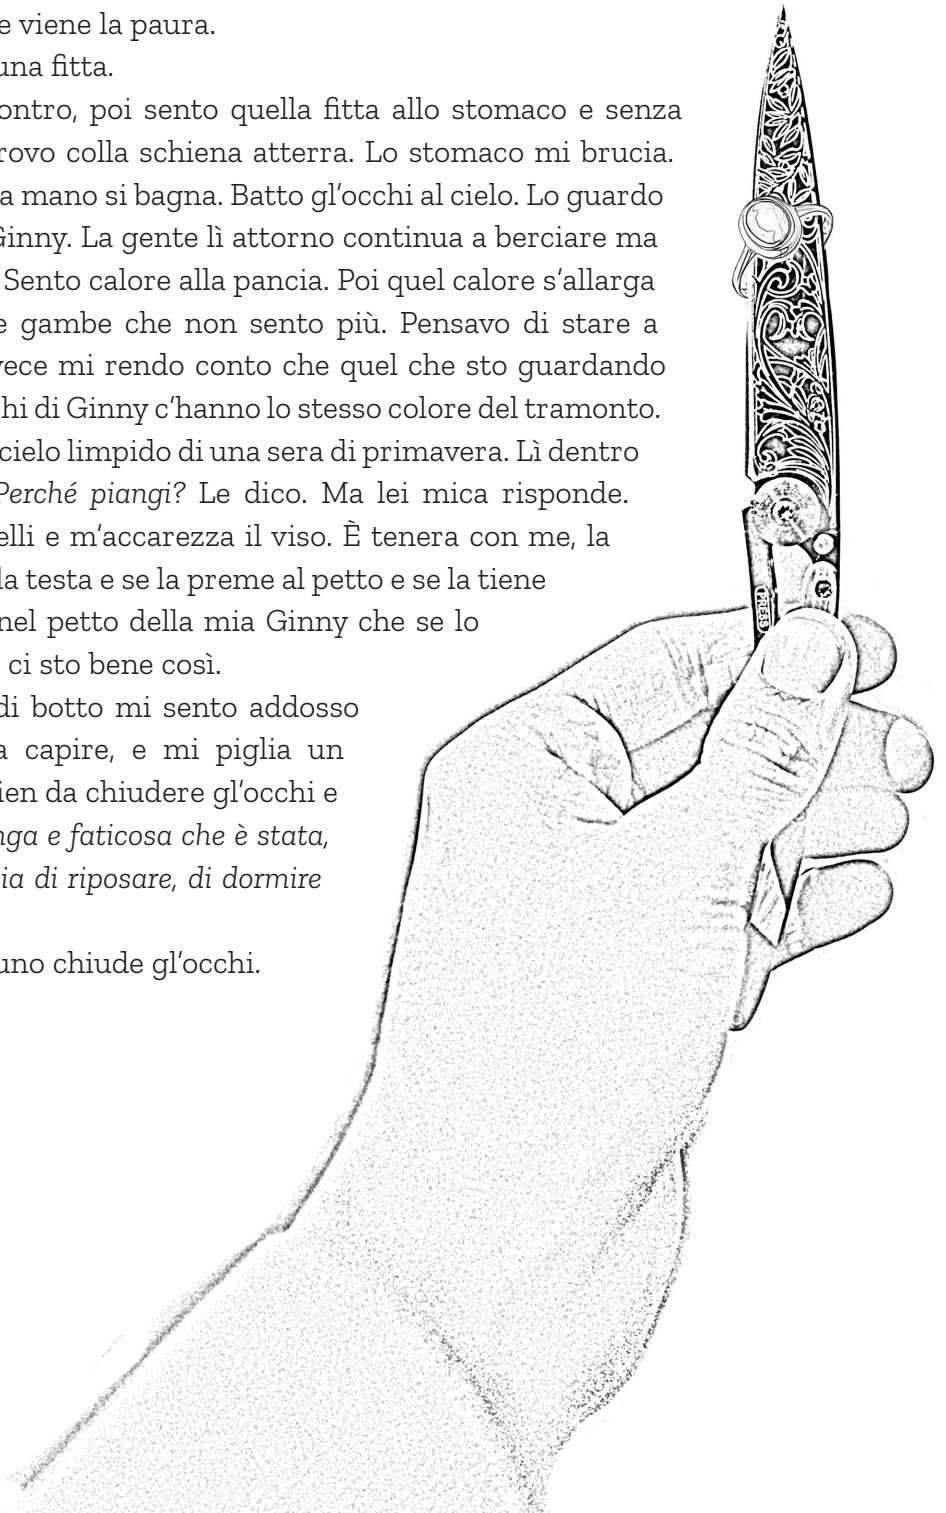 e viene la paura.
una fitta.
ontro, poi sento quella fitta allo stomaco e senza
rovo colla schiena atterra. Lo stomaco mi brucia.
a mano si bagna. Batto gl’occhi al cielo. Lo guardo
Ginny. La gente lì attorno continua a berciare ma
Sento calore alla pancia. Poi quel calore s’allarga
e gambe che non sento più. Pensavo di stare a
vece mi rendo conto che quel che sto guardando
chi di Ginny c’hanno lo stesso colore del tramonto.
cielo limpido di una sera di primavera. Lì dentro
Perché piangi? Le dico. Ma lei mica risponde.
elli e m’accarezza il viso. È tenera con me, la
la testa e se la preme al petto e se la tiene
nel petto della mia Ginny che se lo
ci sto bene così.
di botto mi sento addosso
a capire, e mi piglia un
ien da chiudere gl’occhi e
nga e faticosa che è stata,
ia di riposare, di dormire
uno chiude gl’occhi.
PRESS